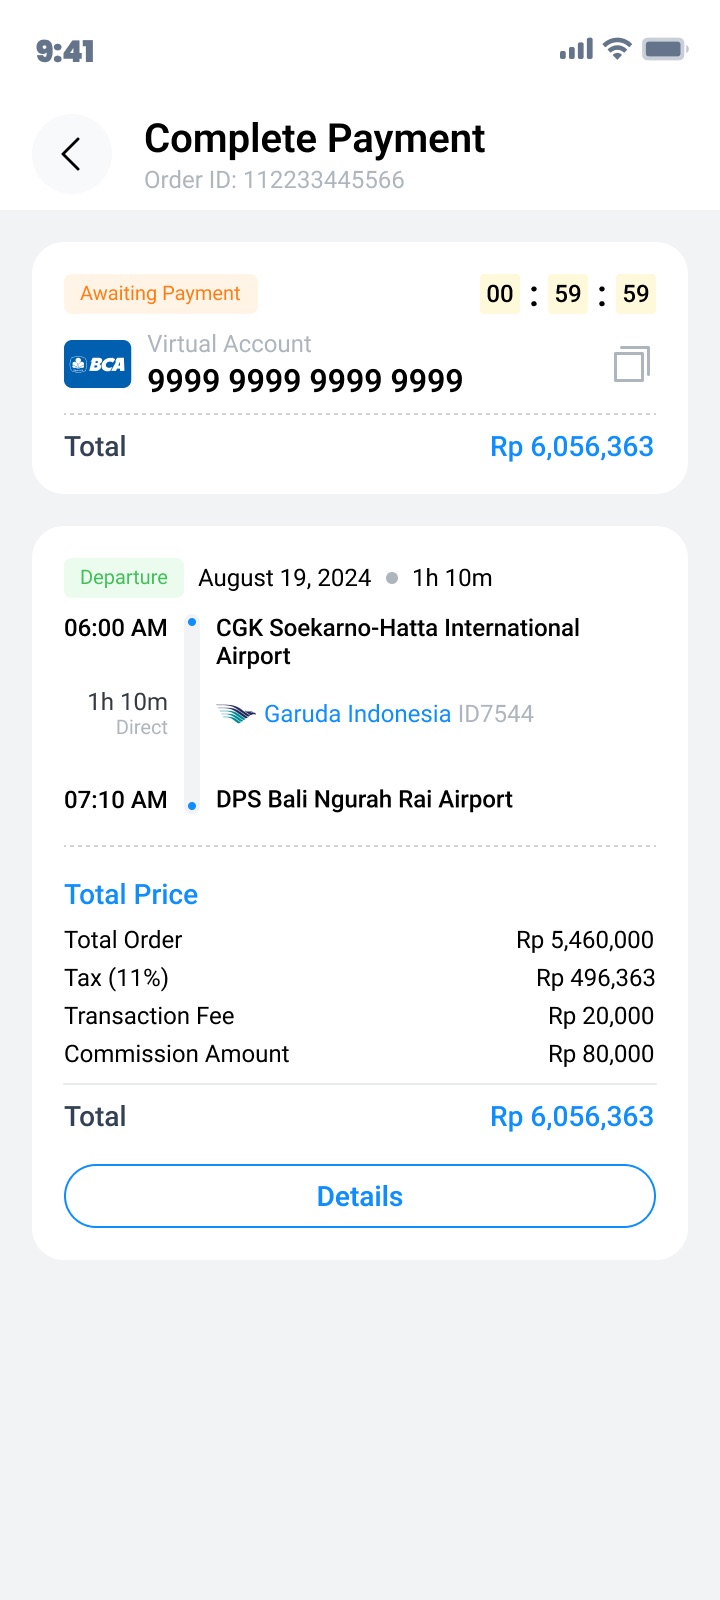 9:41
Complete Payment
Order ID: 112233445566
Awaiting Payment 00 : 59 : 59
Virtual Account
BCA
9999 9999 9999 9999
Total Rp 6,056,363
Departure August 19, 2024 1h 10m
06:00 AM CGK Soekarno-Hatta International
Airport
1h 10m
Direct
Garuda Indonesia ID7544
07:10 AM DPS Bali Ngurah Rai Airport
Total Price
Total Order Rp 5,460,000
Tax (11%) Rp 496,363
Transaction Fee Rp 20,000
Commission Amount Rp 80,000
Total Rp 6,056,363
Details